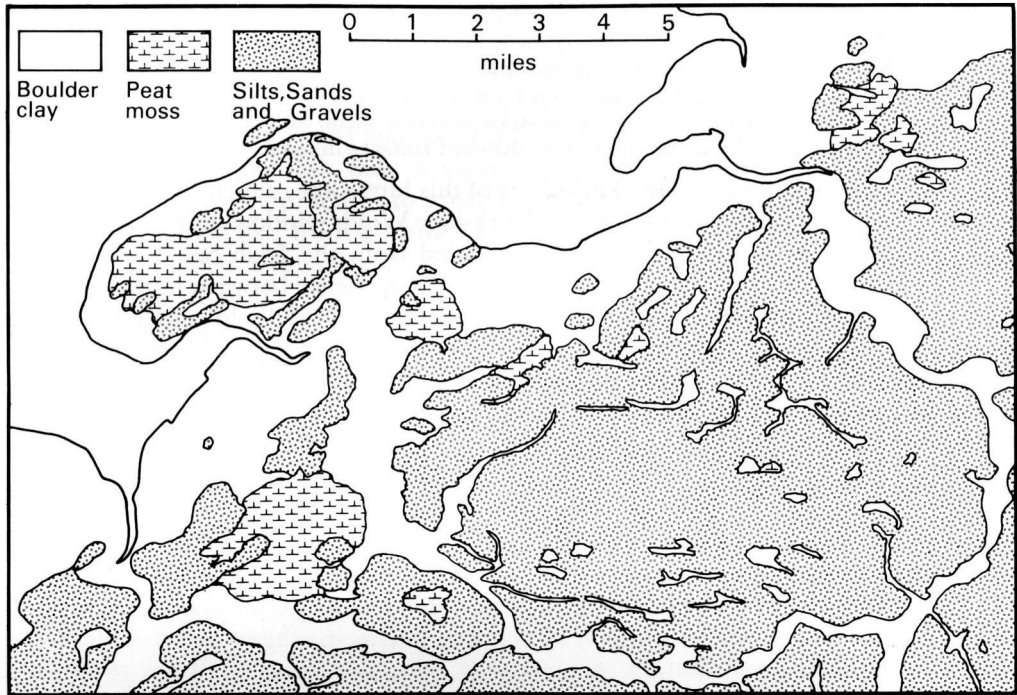 0 1 2 3 4 5
miles
Boulder clay
Peat moss
Silts, Sands and Gravels